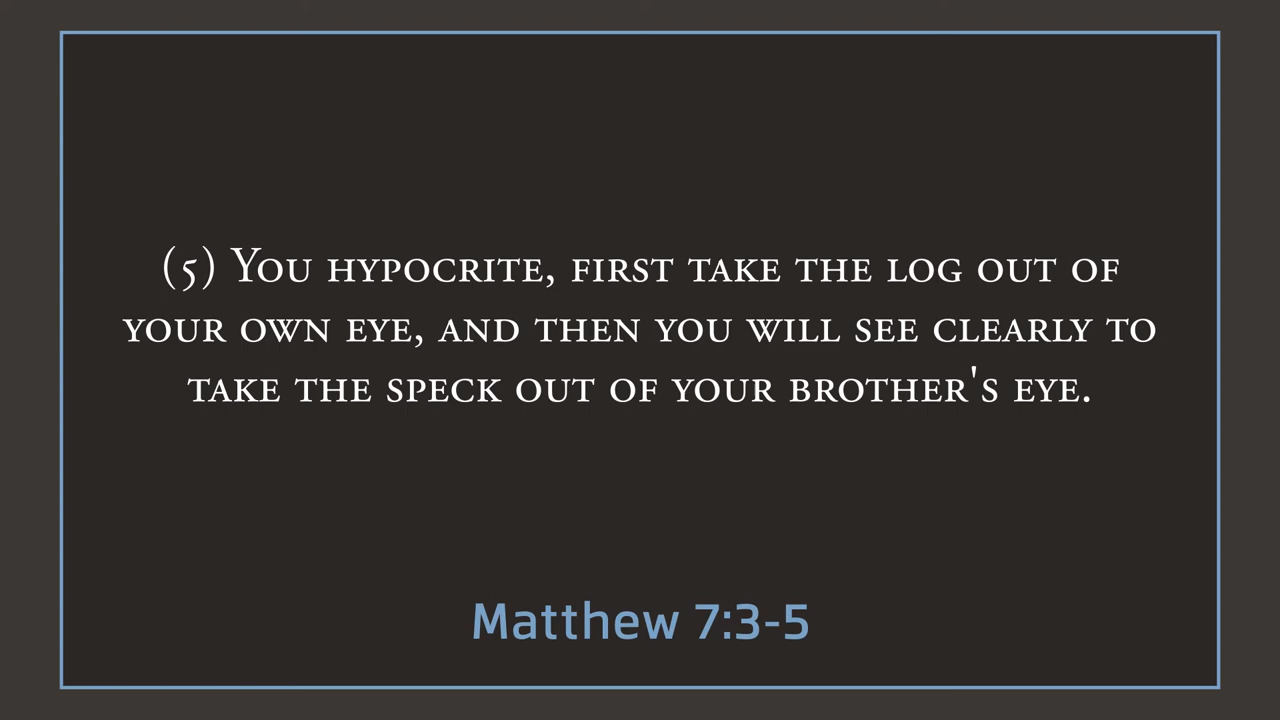 (5) You hypocrite, first take the log out of
your own eye, and then you will see clearly to
take the speck out of your brother's eye.
Matthew 7:3-5